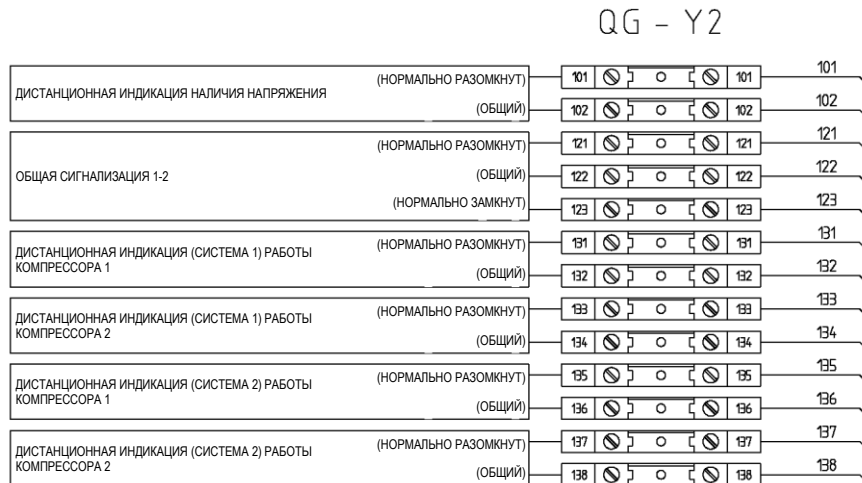 QG - Y2
ДИСТАНЦИОННАЯ ИНДИКАЦИЯ НАЛИЧИЯ НАПРЯЖЕНИЯ
(НОРМАЛЬНО РАЗОМКНУТ) 101 101 101
(ОБЩИЙ) 102 102 102
ОБЩАЯ СИГНАЛИЗАЦИЯ 1-2
(НОРМАЛЬНО РАЗОМКНУТ) 121 121 121
(ОБЩИЙ) 122 122 122
(НОРМАЛЬНО ЗАМКНУТ) 123 123 123
ДИСТАНЦИОННАЯ ИНДИКАЦИЯ (СИСТЕМА 1) РАБОТЫ
КОМПРЕССОРА 1
(НОРМАЛЬНО РАЗОМКНУТ) 131 131 131
(ОБЩИЙ) 132 132 132
ДИСТАНЦИОННАЯ ИНДИКАЦИЯ (СИСТЕМА 1) РАБОТЫ
КОМПРЕССОРА 2
(НОРМАЛЬНО РАЗОМКНУТ) 133 133 133
(ОБЩИЙ) 134 134 134
ДИСТАНЦИОННАЯ ИНДИКАЦИЯ (СИСТЕМА 2) РАБОТЫ
КОМПРЕССОРА 1
(НОРМАЛЬНО РАЗОМКНУТ) 135 135 135
(ОБЩИЙ) 136 136 136
ДИСТАНЦИОННАЯ ИНДИКАЦИЯ (СИСТЕМА 2) РАБОТЫ
КОМПРЕССОРА 2
(НОРМАЛЬНО РАЗОМКНУТ) 137 137 137
(ОБЩИЙ) 138 138 138